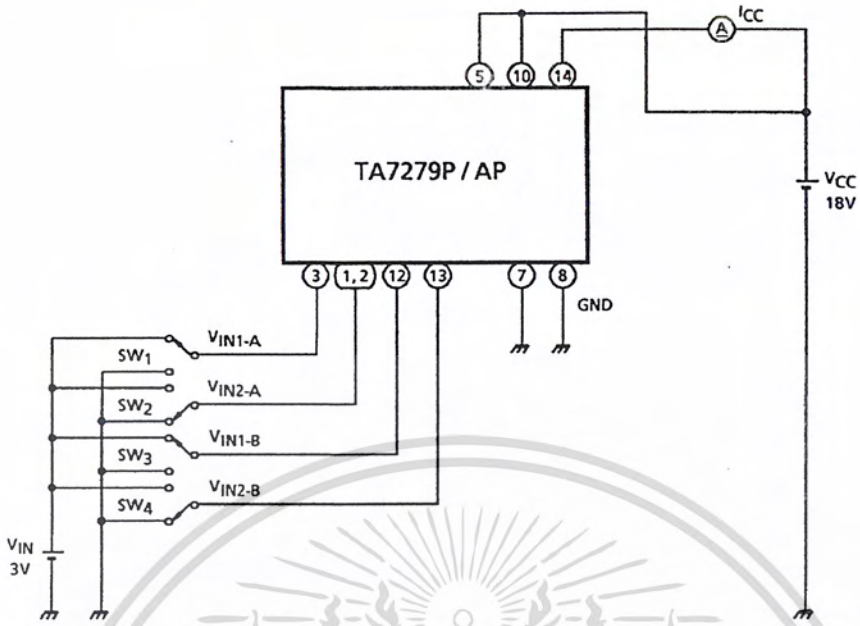 A ICC
5 10 14
TA7279P / AP
VCC
18V
3 1, 2 12 13 7 8
GND
VIN1-A
SW1
VIN2-A
SW2
VIN1-B
SW3
VIN2-B
SW4
VIN
3V